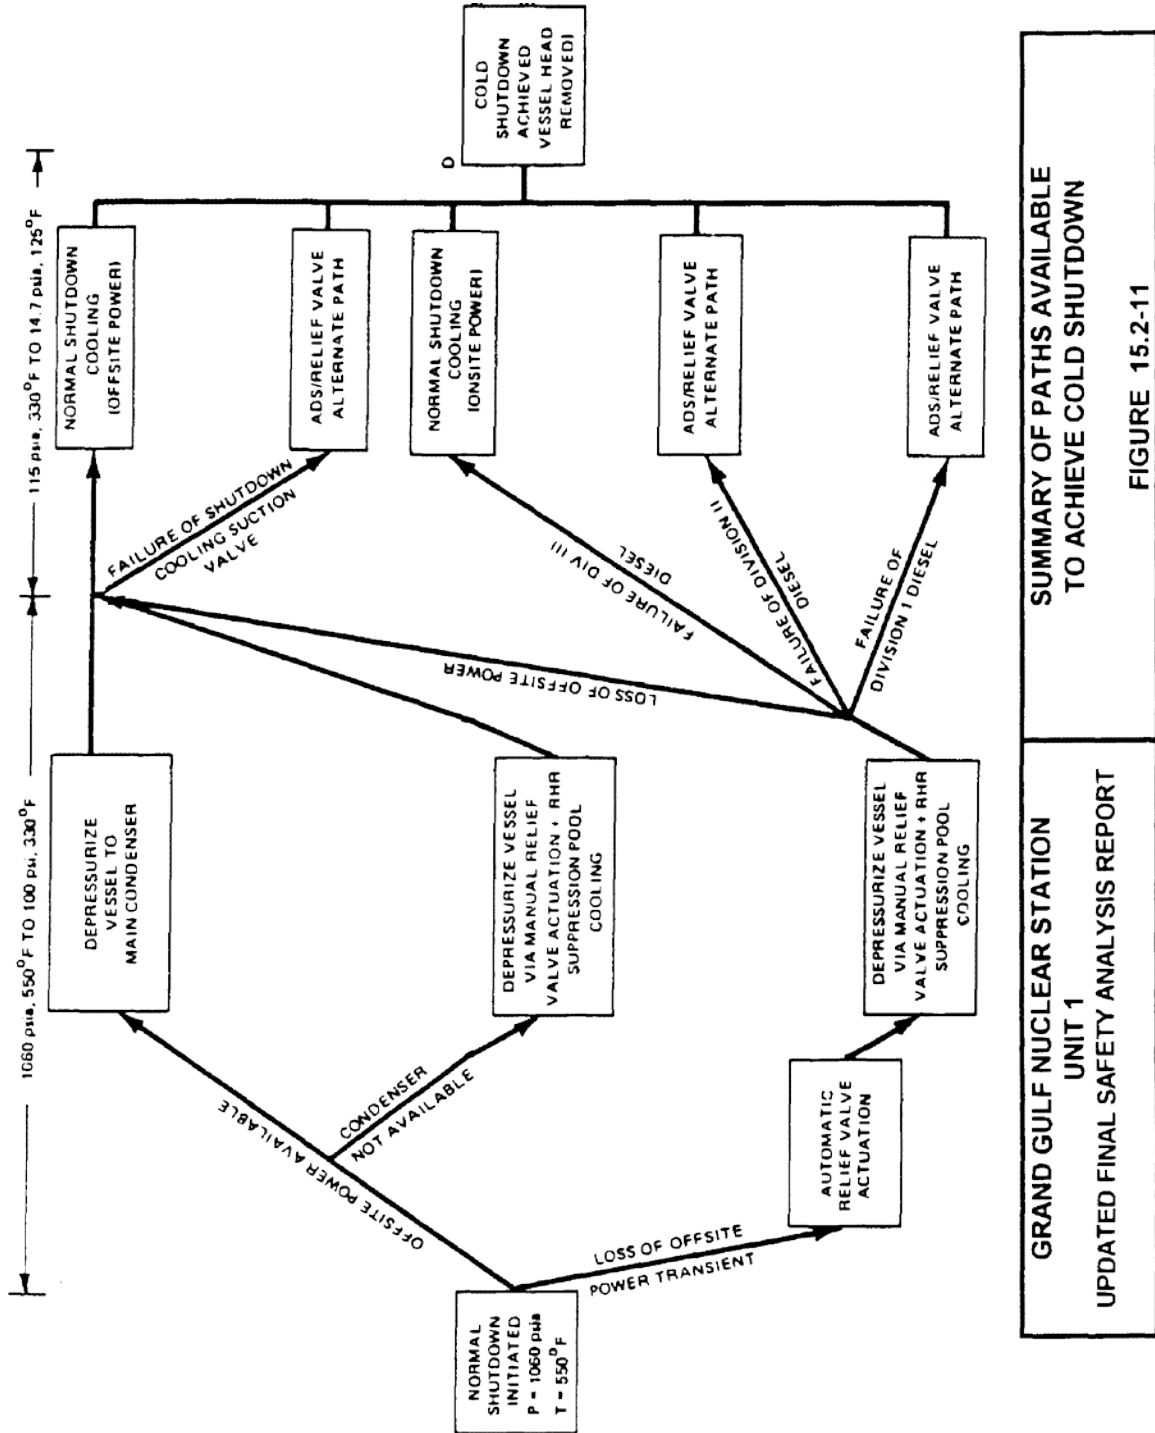 1060 psia, 550°F TO 100 psi, 330°F
115 psia, 330°F TO 14.7 psia, 125°F
NORMAL
SHUTDOWN
INITIATED
P = 1060 psia
T = 550°F
OFFSITE POWER AVAILABLE
CONDENSER
NOT AVAILABLE
LOSS OF OFFSITE
POWER TRANSIENT
AUTOMATIC
RELIEF VALVE
ACTUATION
DEPRESSURIZE
VESSEL TO
MAIN CONDENSER
DEPRESSURIZE VESSEL
VIA MANUAL RELIEF
VALVE ACTUATION + RHR
SUPPRESSION POOL
COOLING
DEPRESSURIZE VESSEL
VIA MANUAL RELIEF
VALVE ACTUATION + RHR
SUPPRESSION POOL
COOLING
LOSS OF OFFSITE POWER
FAILURE OF SHUTDOWN
COOLING SUCTION
VALVE
FAILURE OF DIV III
DIESEL
FAILURE OF DIVISION II
DIESEL
FAILURE OF
DIVISION 1 DIESEL
NORMAL SHUTDOWN
COOLING
(OFFSITE POWER)
ADS/RELIEF VALVE
ALTERNATE PATH
NORMAL SHUTDOWN
COOLING
(ONSITE POWER)
ADS/RELIEF VALVE
ALTERNATE PATH
ADS/RELIEF VALVE
ALTERNATE PATH
D
COLD
SHUTDOWN
ACHIEVED
VESSEL HEAD
REMOVED)
GRAND GULF NUCLEAR STATION
UNIT 1
UPDATED FINAL SAFETY ANALYSIS REPORT
SUMMARY OF PATHS AVAILABLE
TO ACHIEVE COLD SHUTDOWN
FIGURE 15.2-11